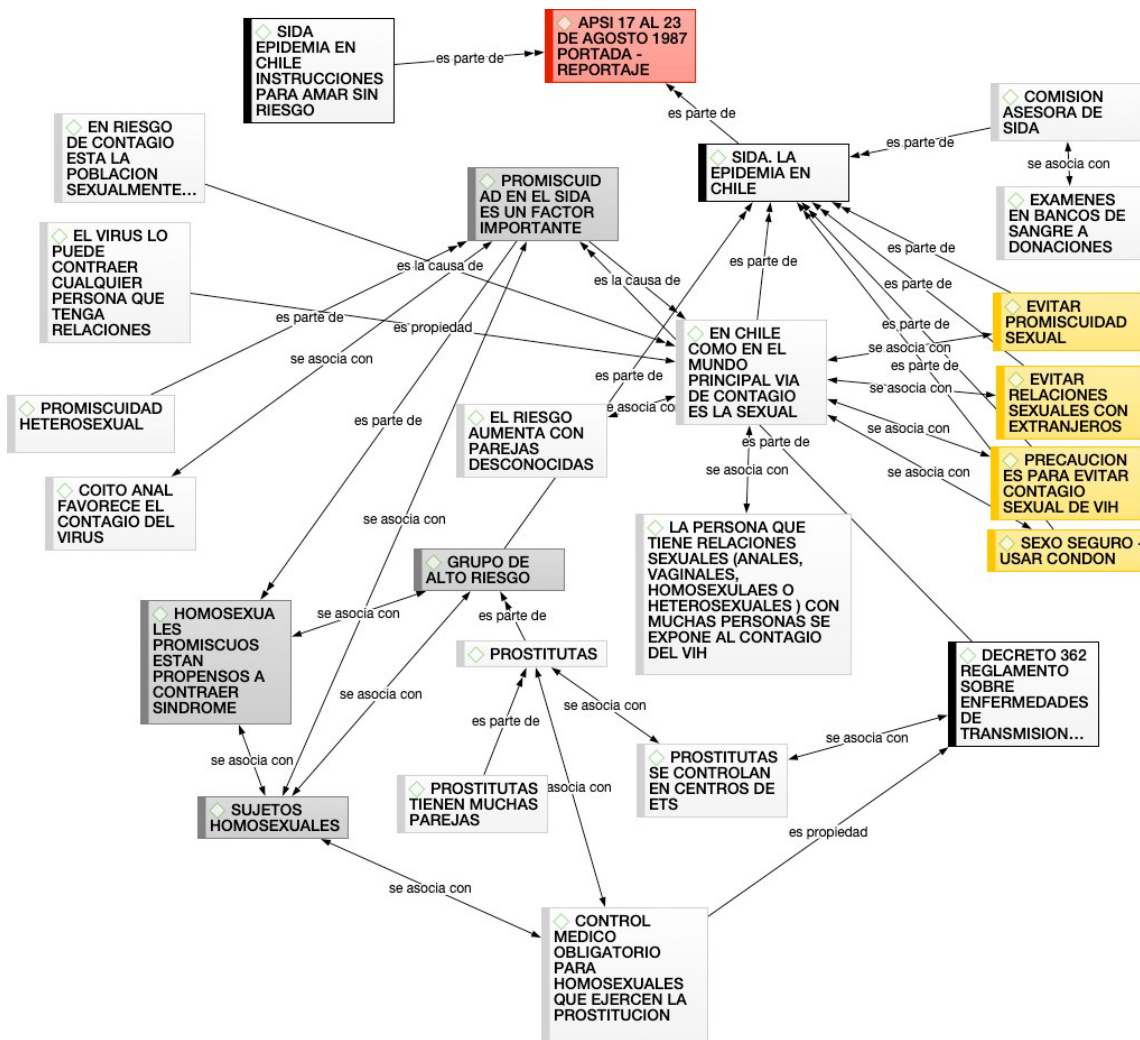 SIDA
EPIDEMIA EN
CHILE
INSTRUCCIONES
PARA AMAR SIN
RIESGO
es parte de
APSI 17 AL 23
DE AGOSTO 1987
PORTADA -
REPORTAJE
es parte de
COMISION
ASESORA DE
SIDA
es parte de
se asocia con
EXAMENES
EN BANCOS DE
SANGRE A
DONACIONES
SIDA. LA
EPIDEMIA EN
CHILE
EN RIESGO
DE CONTAGIO
ESTA LA
POBLACION
SEXUALMENTE...
PROMISCUID
AD EN EL SIDA
ES UN FACTOR
IMPORTANTE
EL VIRUS LO
PUEDE
CONTRAER
CUALQUIER
PERSONA QUE
TENGA
RELACIONES
es la causa de
es la causa de
es parte de
es parte de
es parte de
es propiedad
es parte de
se asocia con
EVITAR
PROMISCUIDAD
SEXUAL
EN CHILE
COMO EN EL
MUNDO
PRINCIPAL VIA
DE CONTAGIO
ES LA SEXUAL
es parte de
se asocia con
es parte de
se asocia con
EVITAR
RELACIONES
SEXUALES CON
EXTRANJEROS
PROMISCUIDAD
HETEROSEXUAL
es parte de
EL RIESGO
AUMENTA CON
PAREJAS
DESCONOCIDAS
se asocia con
es parte de
se asocia con
se asocia con
se asocia con
PRECAUCION
ES PARA EVITAR
CONTAGIO
SEXUAL DE VIH
COITO ANAL
FAVORECE EL
CONTAGIO DEL
VIRUS
se asocia con
LA PERSONA QUE
TIENE RELACIONES
SEXUALES (ANALES,
VAGINALES,
HOMOSEXULAES O
HETEROSEXUALES ) CON
MUCHAS PERSONAS SE
EXPONE AL CONTAGIO
DEL VIH
SEXO SEGURO -
USAR CONDON
GRUPO DE
ALTO RIESGO
se asocia con
es parte de
HOMOSEXUA
LES
PROMISCUOS
ESTAN
PROPENSOS A
CONTRAER
SINDROME
PROSTITUTAS
se asocia con
se asocia con
es parte de
DECRETO 362
REGLAMENTO
SOBRE
ENFERMEDADES
DE
TRANSMISION...
se asocia con
se asocia con
PROSTITUTAS
SE CONTROLAN
EN CENTROS DE
ETS
PROSTITUTAS
TIENEN MUCHAS
PAREJAS
asocia con
SUJETOS
HOMOSEXUALES
es propiedad
se asocia con
CONTROL
MEDICO
OBLIGATORIO
PARA
HOMOSEXUALES
QUE EJERCEN LA
PROSTITUCION